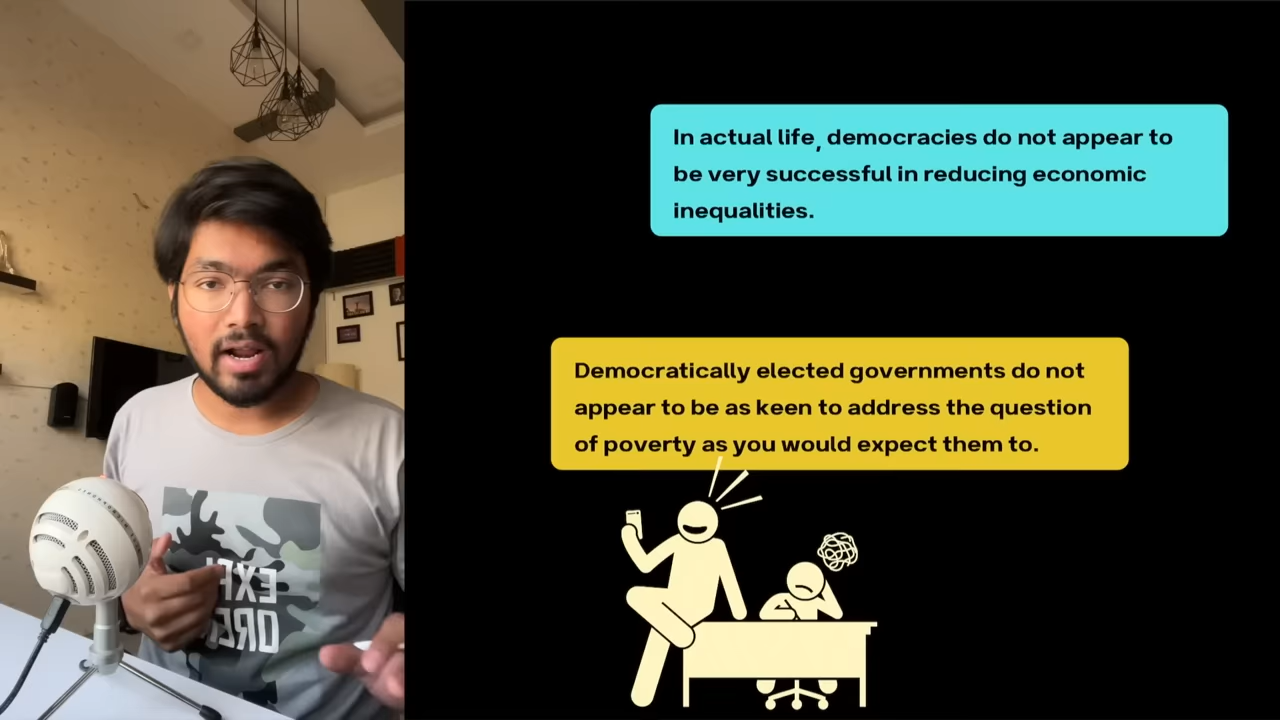 In actual life, democracies do not appear to
be very successful in reducing economic
inequalities.
Democratically elected governments do not
appear to be as keen to address the question
of poverty as you would expect them to.